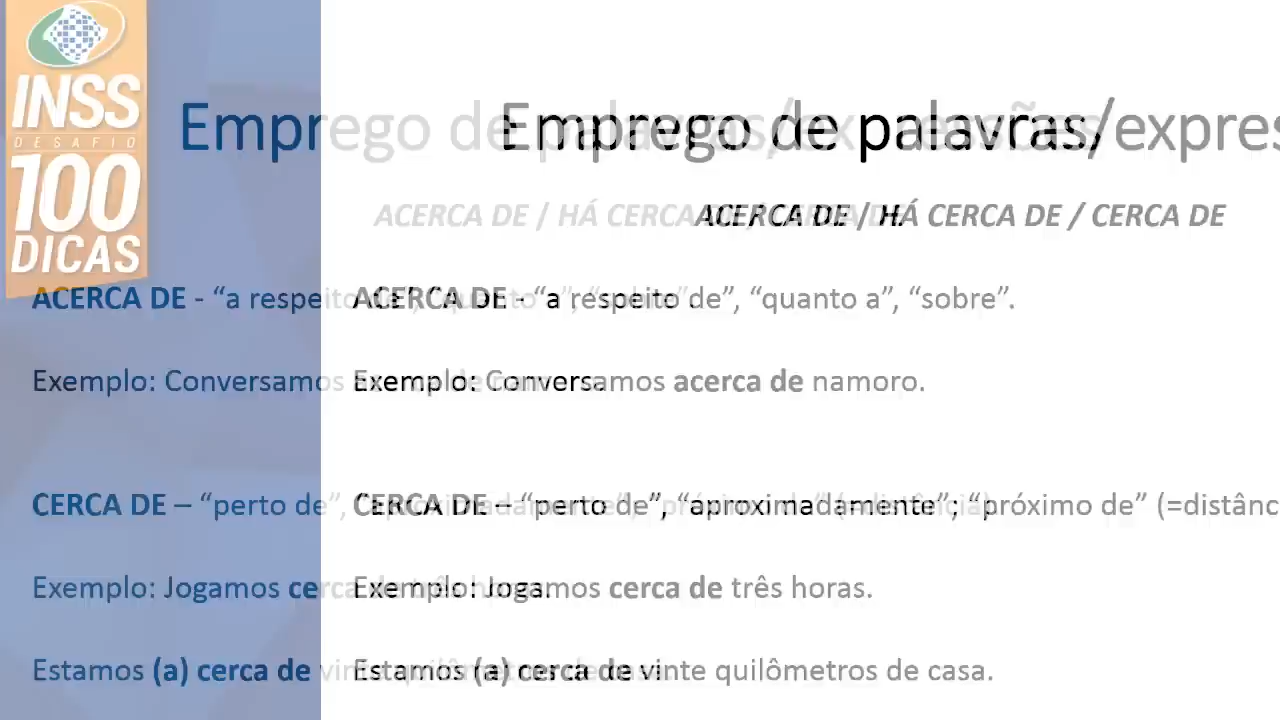 INSS
DESAFIO
100
DICAS
Emprego de palavras/expres
ACERCA DE / HÁ CERCA DE / CERCA DE
ACERCA DE - “a respeito de”, “quanto a”, “sobre”.
Exemplo: Conversamos acerca de namoro.
CERCA DE – “perto de”, “aproximadamente”; “próximo de” (=distânc
Exemplo: Jogamos cerca de três horas.
Estamos (a) cerca de vinte quilômetros de casa.